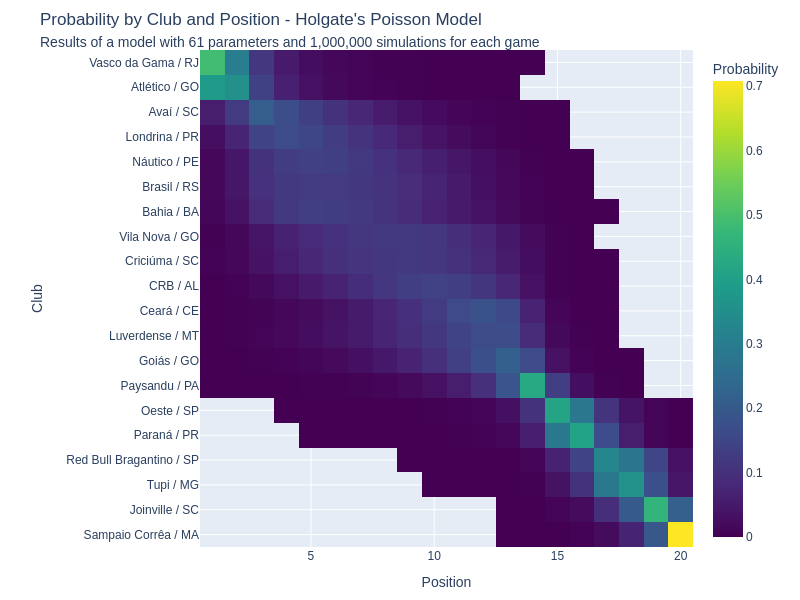 Probability by Club and Position - Holgate's Poisson Model
Results of a model with 61 parameters and 1,000,000 simulations for each game
Probability
Club
Vasco da Gama / RJ
Atlético / GO
Avaí / SC
Londrina / PR
Náutico / PE
Brasil / RS
Bahia / BA
Vila Nova / GO
Criciúma / SC
CRB / AL
Ceará / CE
Luverdense / MT
Goiás / GO
Paysandu / PA
Oeste / SP
Paraná / PR
Red Bull Bragantino / SP
Tupi / MG
Joinville / SC
Sampaio Corrêa / MA
0.7
0.6
0.5
0.4
0.3
0.2
0.1
0
5 10 15 20
Position